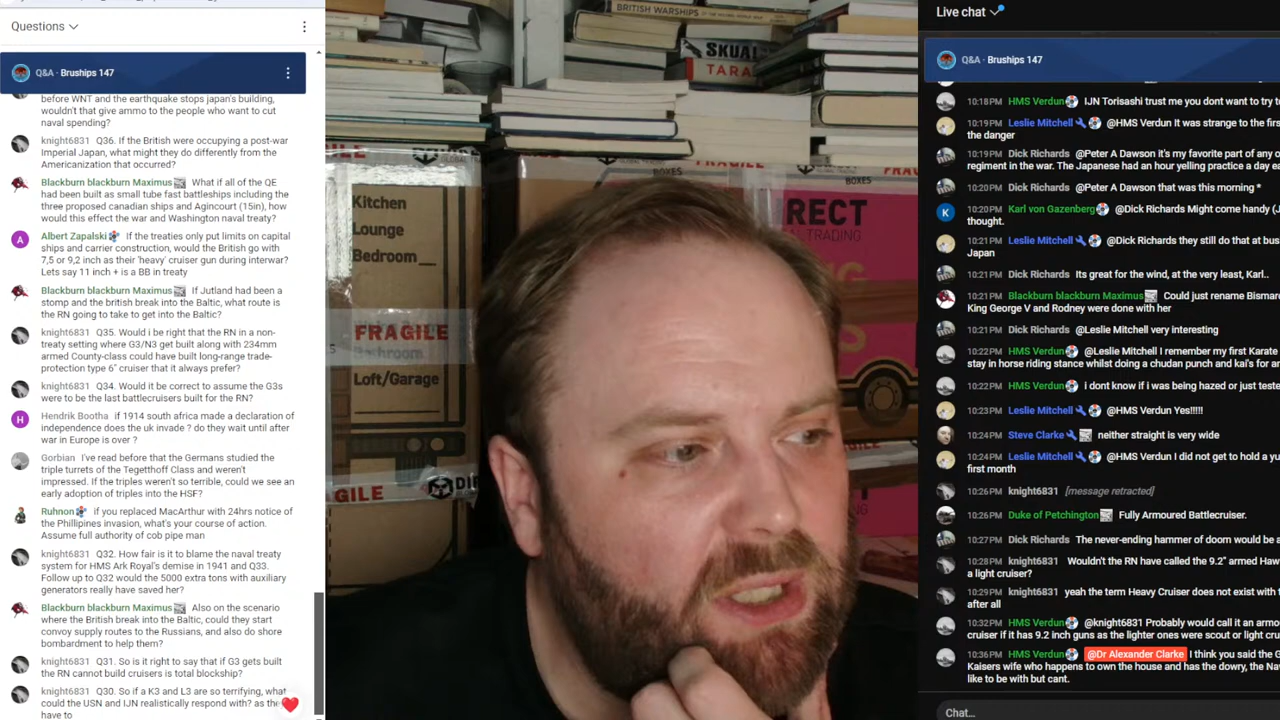 Questions
Q&A · Bruships 147
before WNT and the earthquake stops japan's building,
wouldn't that give ammo to the people who want to cut
naval spending?
knight6831 Q36. If the British were occupying a post-war
Imperial Japan, what might they do differently from the
Americanization that occurred?
Blackburn blackburn Maximus What if all of the QE
had been built as small tube fast battleships including the
three proposed canadian ships and Agincourt (15in), how
would this effect the war and Washington naval treaty?
Albert Zapalski If the treaties only put limits on capital
ships and carrier construction, would the British go with
7,5 or 9,2 inch as their 'heavy' cruiser gun during interwar?
Lets say 11 inch + is a BB in treaty
Blackburn blackburn Maximus If Jutland had been a
stomp and the british break into the Baltic, what route is
the RN going to take to get into the Baltic?
knight6831 Q35. Would i be right that the RN in a non-
treaty setting where G3/N3 get built along with 234mm
armed County-class could have built long-range trade-
protection type 6" cruiser that it always prefer?
knight6831 Q34. Would it be correct to assume the G3s
were to be the last battlecruisers built for the RN?
Hendrik Bootha if 1914 south africa made a declaration of
independence does the uk invade ? do they wait until after
war in Europe is over ?
Gorbian I've read before that the Germans studied the
triple turrets of the Tegetthoff Class and weren't
impressed. If the triples weren't so terrible, could we see an
early adoption of triples into the HSF?
Ruhnon if you replaced MacArthur with 24hrs notice of
the Phillipines invasion, what's your course of action.
Assume full authority of cob pipe man
knight6831 Q32. How fair is it to blame the naval treaty
system for HMS Ark Royal's demise in 1941 and Q33.
Follow up to Q32 would the 5000 extra tons with auxiliary
generators really have saved her?
Blackburn blackburn Maximus Also on the scenario
where the British break into the Baltic, could they start
convoy supply routes to the Russians, and also do shore
bombardment to help them?
knight6831 Q31. So is it right to say that if G3 gets built
the RN cannot build cruisers is total blockship?
knight6831 Q30. So if a K3 and L3 are so terrifying, what
could the USN and IJN realistically respond with? as the
have to
BRITISH WARSHIPS
SKUA
TARA
FRAGILE
BOXES
Kitchen
Lounge
Bedroom
FRAGILE
Bathroom
Loft/Garage
RECT
AL TRADING
AGILE
Live chat
Q&A · Bruships 147
10:18PM HMS Verdun IJN Torisashi trust me you dont want to try to
10:19PM Leslie Mitchell @HMS Verdun It was strange to the firs
the danger
10:19PM Dick Richards @Peter A Dawson it's my favorite part of any o
regiment in the war. The Japanese had an hour yelling practice a day ea
10:20PM Dick Richards @Peter A Dawson that was this morning *
10:20PM Karl von Gazenberg @Dick Richards Might come handy (J
thought.
10:21PM Leslie Mitchell @Dick Richards they still do that at bus
Japan
10:21PM Dick Richards Its great for the wind, at the very least, Karl..
10:21PM Blackburn blackburn Maximus Could just rename Bismar
King George V and Rodney were done with her
10:21PM Dick Richards @Leslie Mitchell very interesting
10:22PM HMS Verdun @Leslie Mitchell I remember my first Karate
stay in horse riding stance whilst doing a chudan punch and kai's for an
10:22PM HMS Verdun i dont know if i was being hazed or just teste
10:23PM Leslie Mitchell @HMS Verdun Yes!!!!!
10:24PM Steve Clarke neither straight is very wide
10:24PM Leslie Mitchell @HMS Verdun I did not get to hold a yu
first month
10:26PM knight6831 [message retracted]
10:26PM Duke of Petchington Fully Armoured Battlecruiser.
10:27PM Dick Richards The never-ending hammer of doom would be a
10:28PM knight6831 Wouldn't the RN have called the 9.2" armed Haw
a light cruiser?
10:29PM knight6831 yeah the term Heavy Cruiser does not exist with t
after all
10:32PM HMS Verdun @knight6831 Probably would call it an armo
cruiser if it has 9.2 inch guns as the lighter ones were scout or light cru
10:36PM HMS Verdun @Dr Alexander Clarke I think you said the G
Kaisers wife who happens to own the house and has the dowry, the Na
like to be with but cant.
Chat...